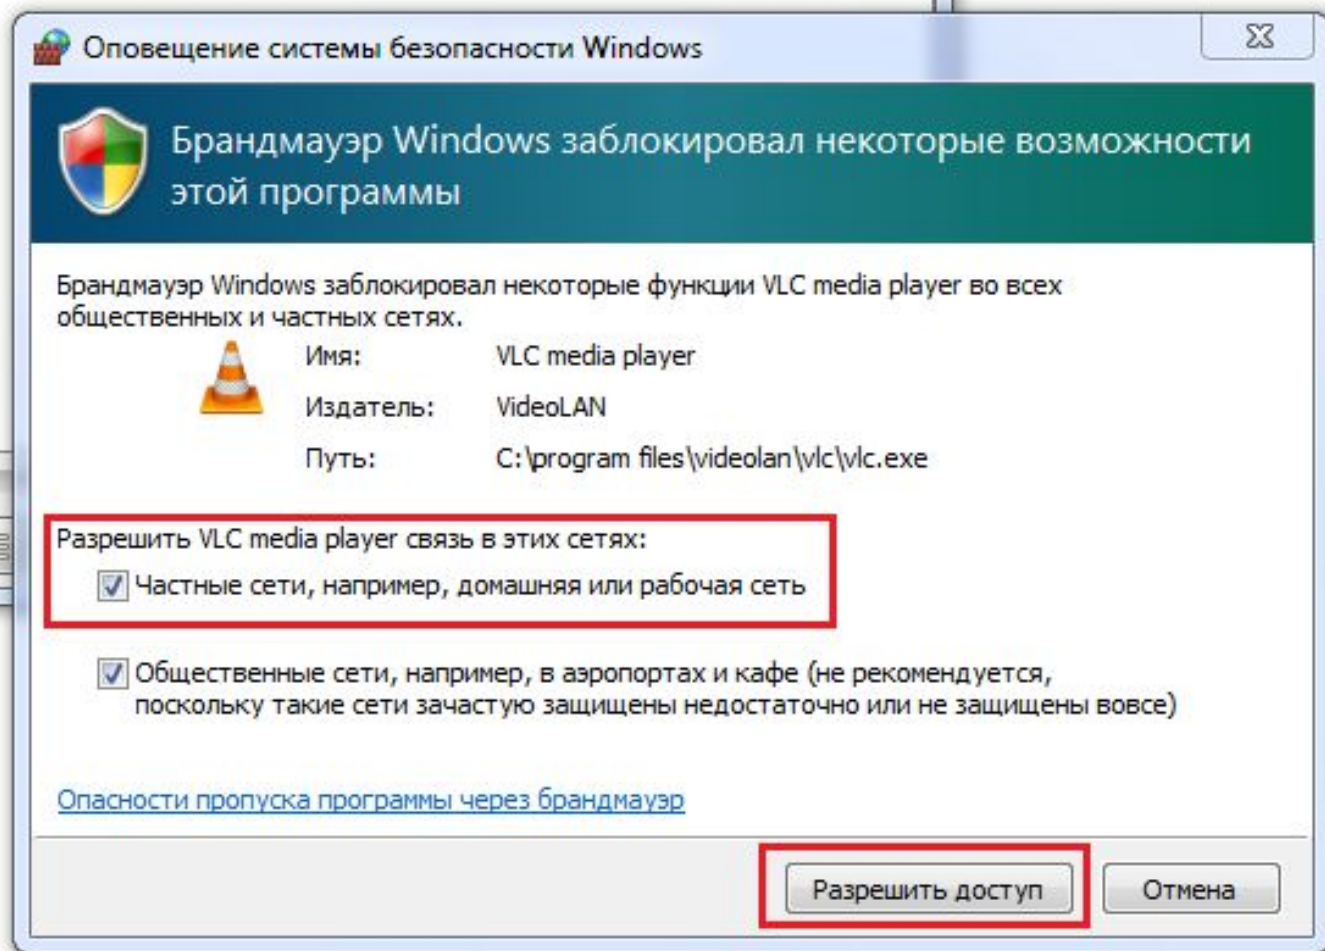 Оповещение системы безопасности Windows
Брандмауэр Windows заблокировал некоторые возможности
этой программы
Брандмауэр Windows заблокировал некоторые функции VLC media player во всех
общественных и частных сетях.
Имя: VLC media player
Издатель: VideoLAN
Путь: C:\program files\videolan\vlc\vlc.exe
Разрешить VLC media player связь в этих сетях:
Частные сети, например, домашняя или рабочая сеть
Общественные сети, например, в аэропортах и кафе (не рекомендуется,
поскольку такие сети зачастую защищены недостаточно или не защищены вовсе)
Опасности пропуска программы через брандмауэр
Разрешить доступ Отмена